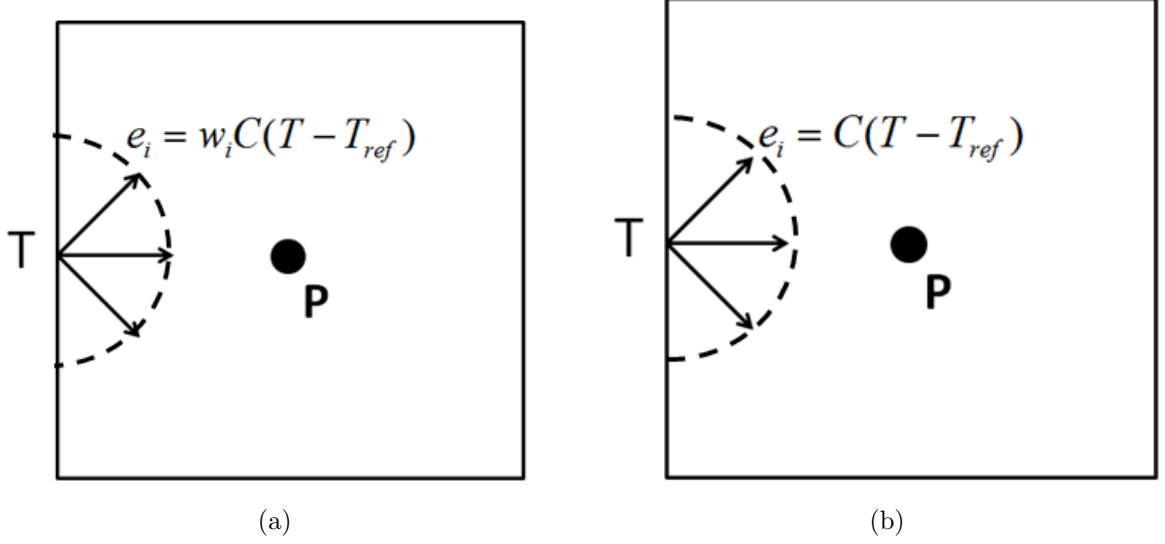 e_i = w_i C(T − T_ref)
T
P
(a)
e_i = C(T − T_ref)
T
P
(b)